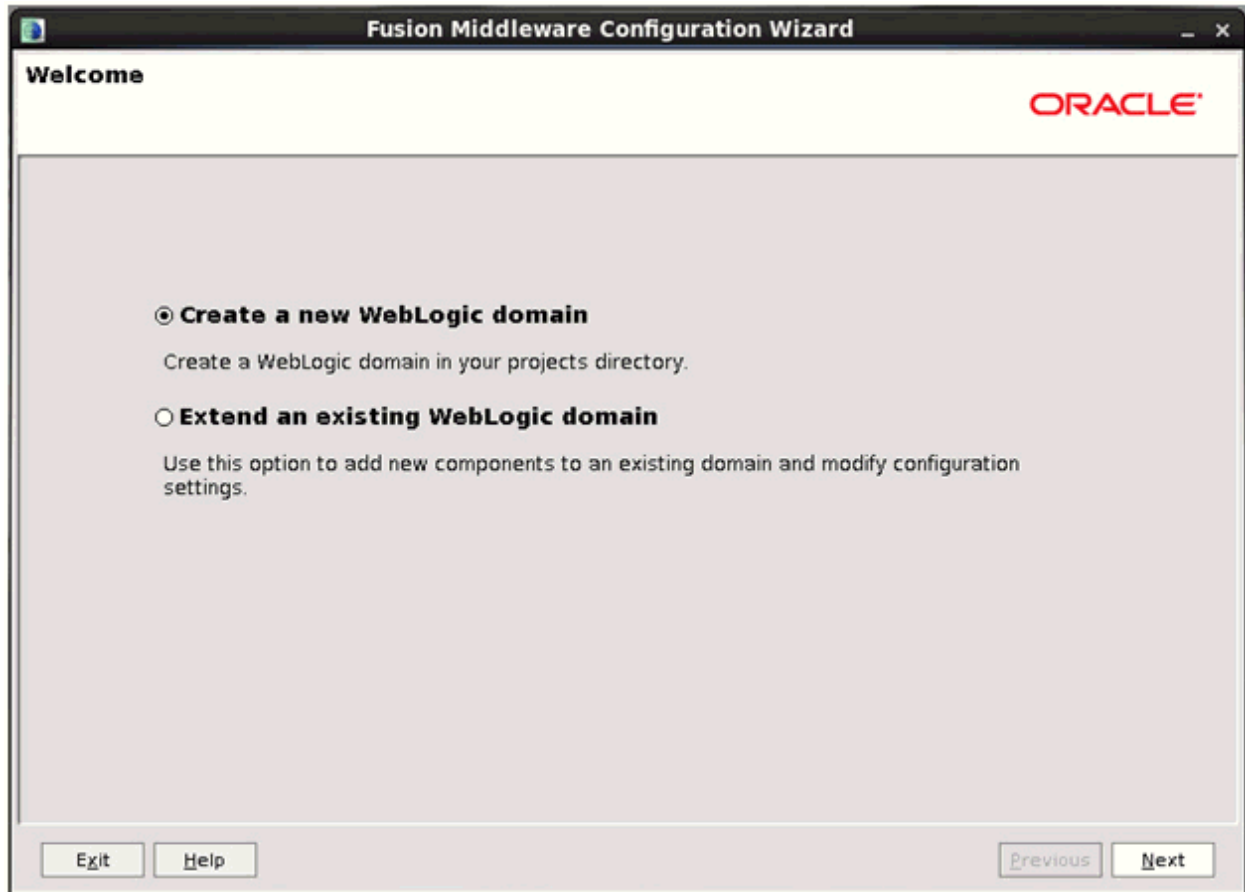 Fusion Middleware Configuration Wizard
Welcome
ORACLE
Create a new WebLogic domain
Create a WebLogic domain in your projects directory.
Extend an existing WebLogic domain
Use this option to add new components to an existing domain and modify configuration
settings.
Exit
Help
Previous
Next